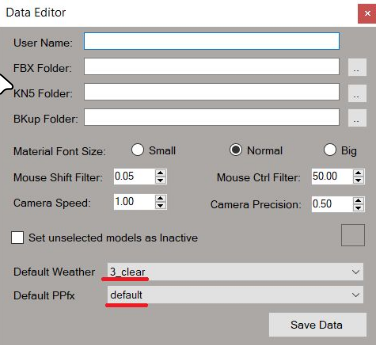 Data Editor
User Name:
FBX Folder: ..
KN5 Folder: ..
BKup Folder: ..
Material Font Size: Small Normal Big
Mouse Shift Filter: 0.05 Mouse Ctrl Filter: 50.00
Camera Speed: 1.00 Camera Precision: 0.50
Set unselected models as Inactive
Default Weather 3_clear
Default PPfx default
Save Data